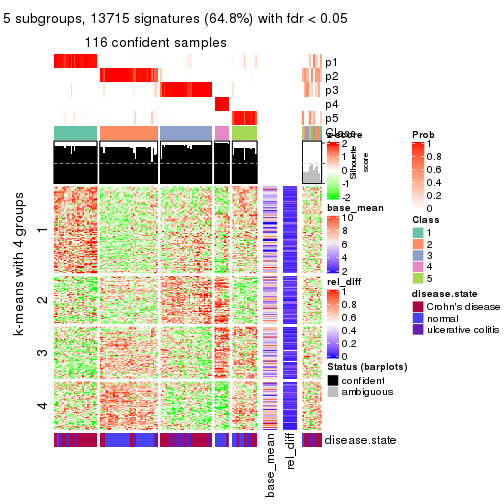 5 subgroups, 13715 signatures (64.8%) with fdr < 0.05
116 confident samples
p1
p2
p3
p4
p5
Class
z-score
2
1
0
-1
-2
Silhouette
score
Prob
1
0.8
0.6
0.4
0.2
0
base_mean
10
8
6
4
2
Class
1
2
3
4
5
rel_diff
1
0.8
0.6
0.4
0.2
0
disease.state
Crohn's disease
normal
ulcerative colitis
Status (barplots)
confident
ambiguous
k-means with 4 groups
1
2
3
4
disease.state
base_mean
rel_diff